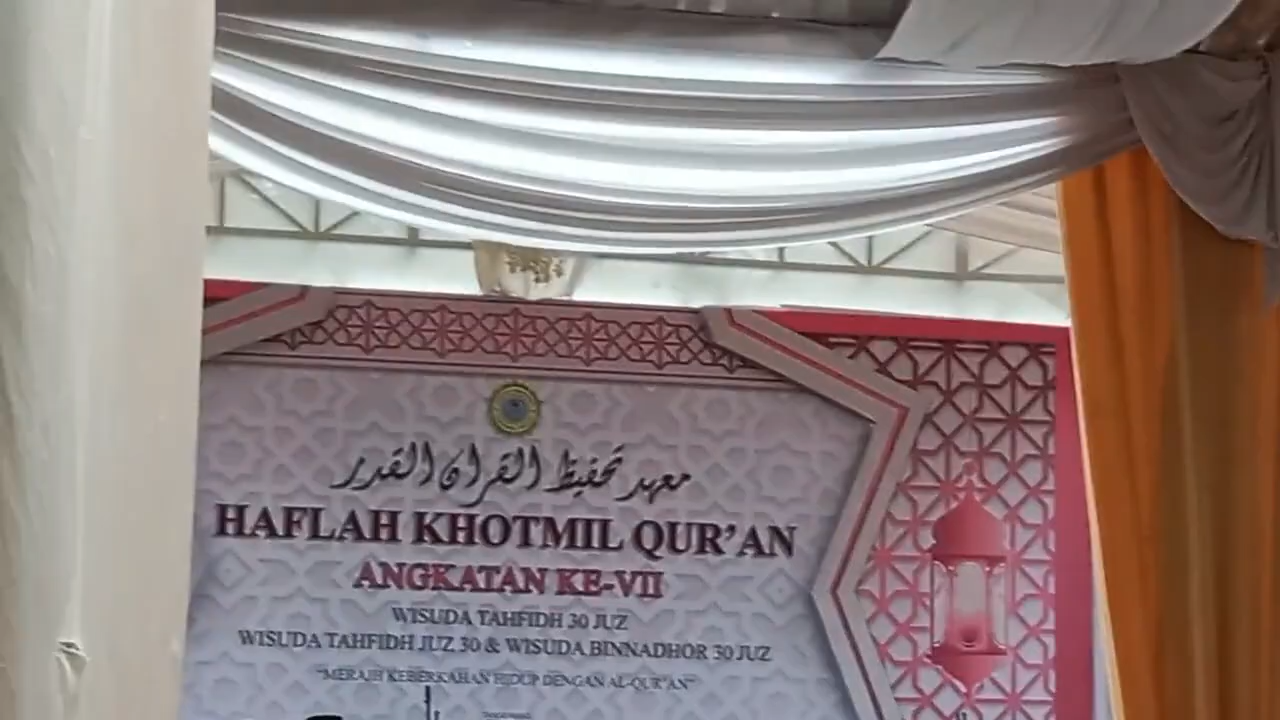 معهد تحفيظ القرآن القدر
HAFLAH KHOTMIL QUR'AN
ANGKATAN KE-VII
WISUDA TAHFIDH 30 JUZ
WISUDA TAHFIDH JUZ 30 & WISUDA BINNADHOR 30 JUZ
"MERAIH KEBERKAHAN HIDUP DENGAN AL-QUR'AN"